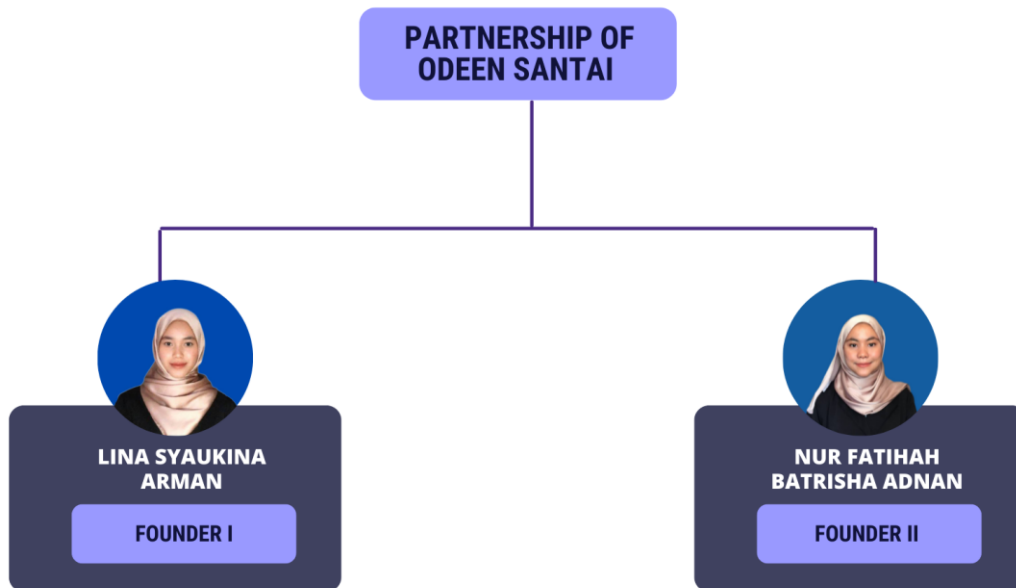 PARTNERSHIP OF
ODEEN SANTAI
LINA SYAUKINA
ARMAN
FOUNDER I
NUR FATIHAH
BATRISHA ADNAN
FOUNDER II